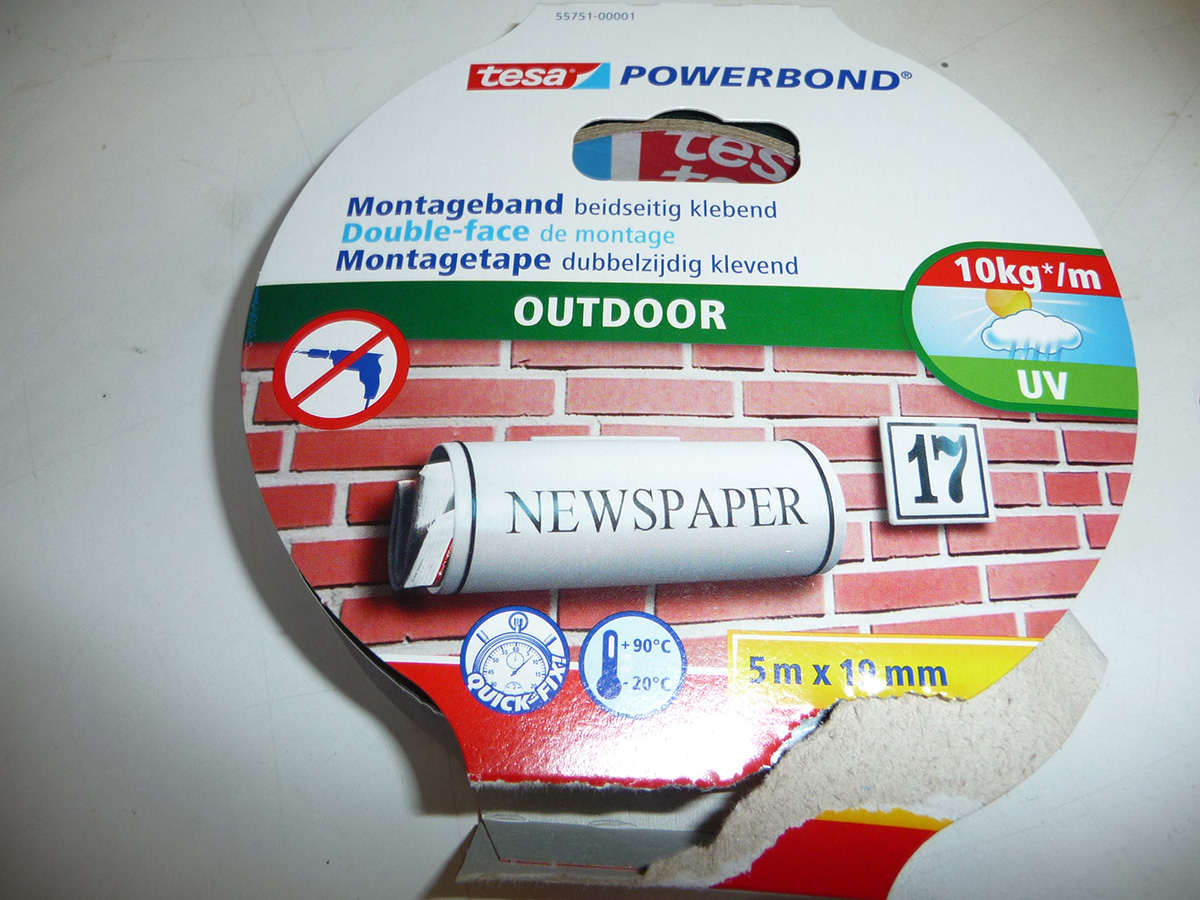 55751-00001
tesa® POWERBOND®
tes
Montageband beidseitig klebend
Double-face de montage
Montagetape dubbelzijdig klevend
10kg*/m
OUTDOOR
UV
17
NEWSPAPER
QUICK-FIX
+90°C
-20°C
5m x 19 mm